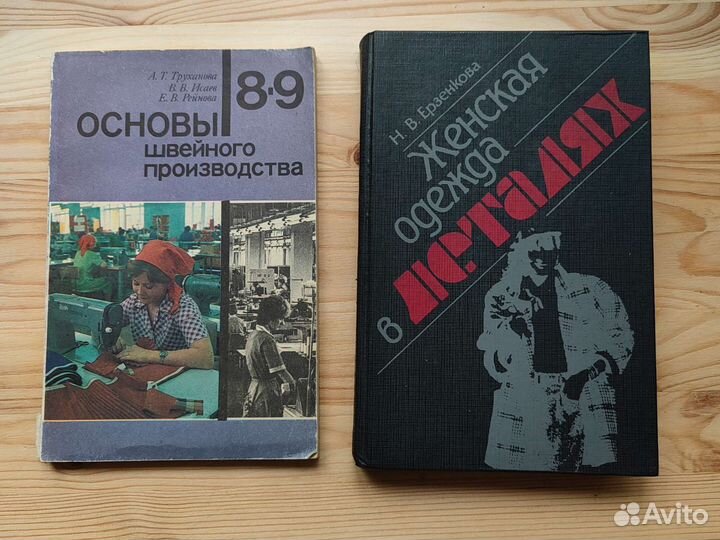 А. Т. Труханова
В. В. Исаев
Е. В. Рейнова
8·9
ОСНОВЫ
швейного
производства
Н. В. Ерзенкова
Женская
одежда
в деталях
Avito